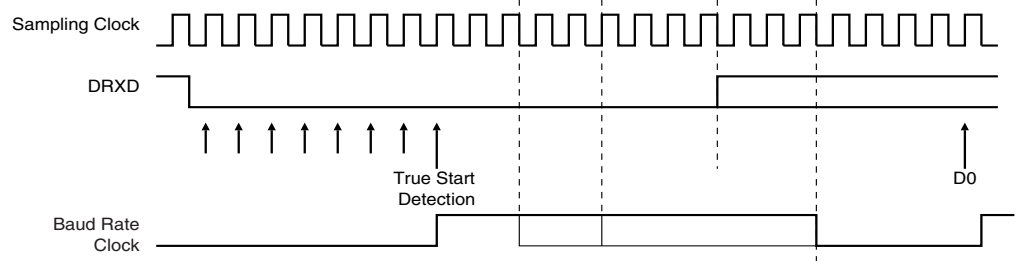 Sampling Clock
DRXD
True Start
Detection
D0
Baud Rate
Clock